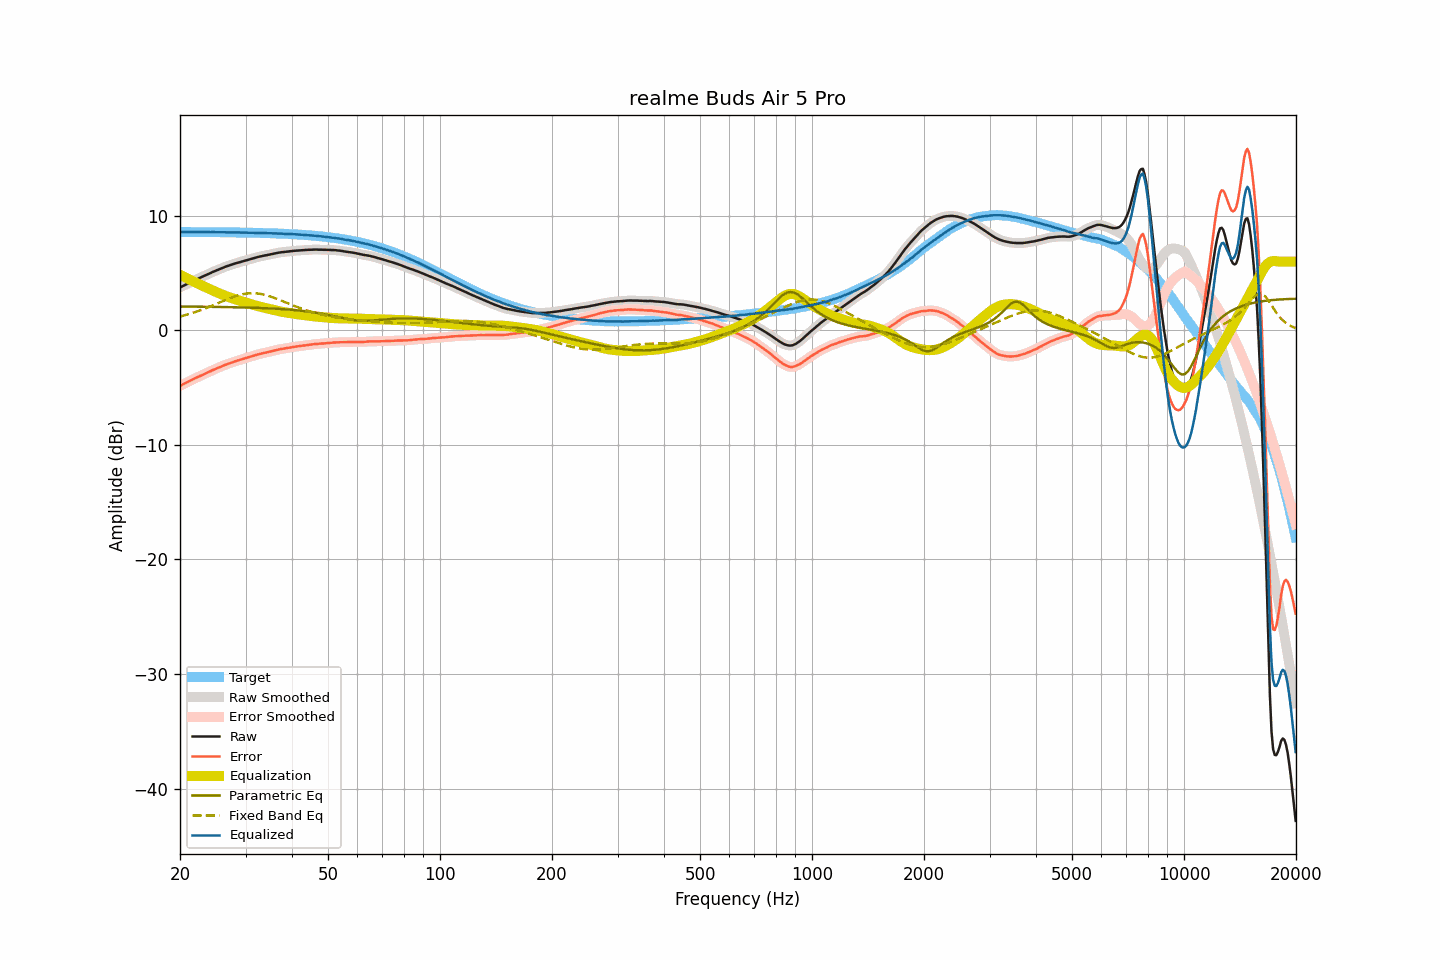 realme Buds Air 5 Pro
Amplitude (dBr)
10
0
−10
−20
−30
−40
Target
Raw Smoothed
Error Smoothed
Raw
Error
Equalization
Parametric Eq
Fixed Band Eq
Equalized
20 50 100 200 500 1000 2000 5000 10000 20000
Frequency (Hz)